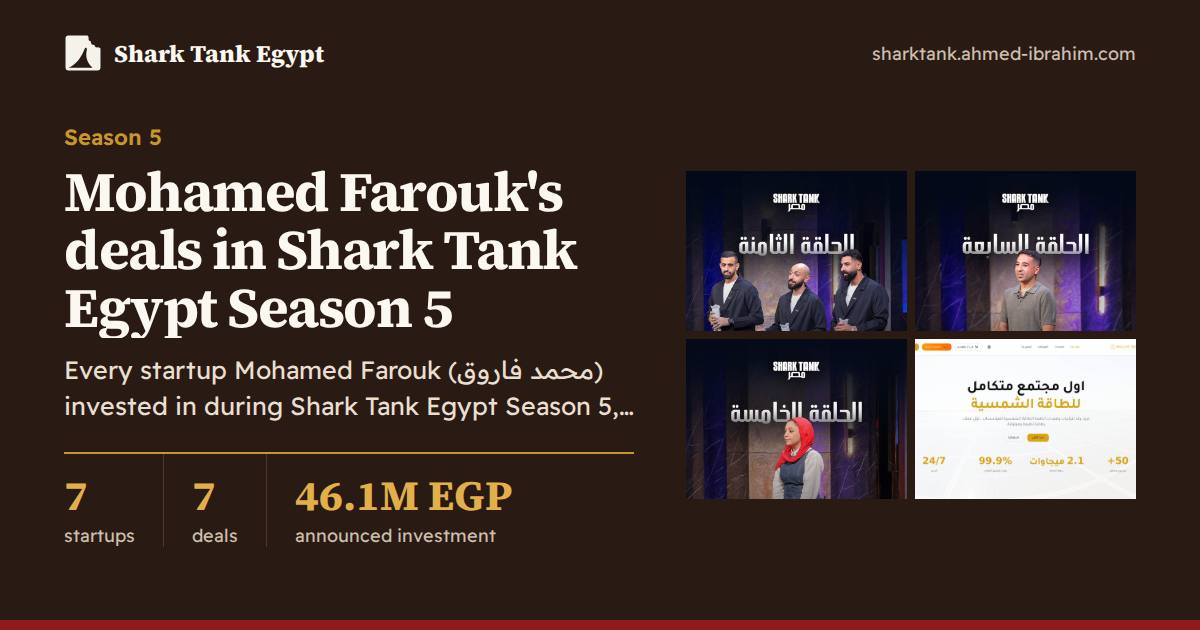 Shark Tank Egypt
sharktank.ahmed-ibrahim.com
Season 5
Mohamed Farouk's
deals in Shark Tank
Egypt Season 5
Every startup Mohamed Farouk (محمد فاروق)
invested in during Shark Tank Egypt Season 5,...
7
startups
7
deals
46.1M EGP
announced investment
SHARK TANK
مصر
الحلقة الثامنة
SHARK TANK
مصر
الحلقة السابعة
SHARK TANK
مصر
الحلقة الخامسة
اول مجتمع متكامل
للطاقة الشمسية
+50
2.1 ميجاوات
99.9%
24/7